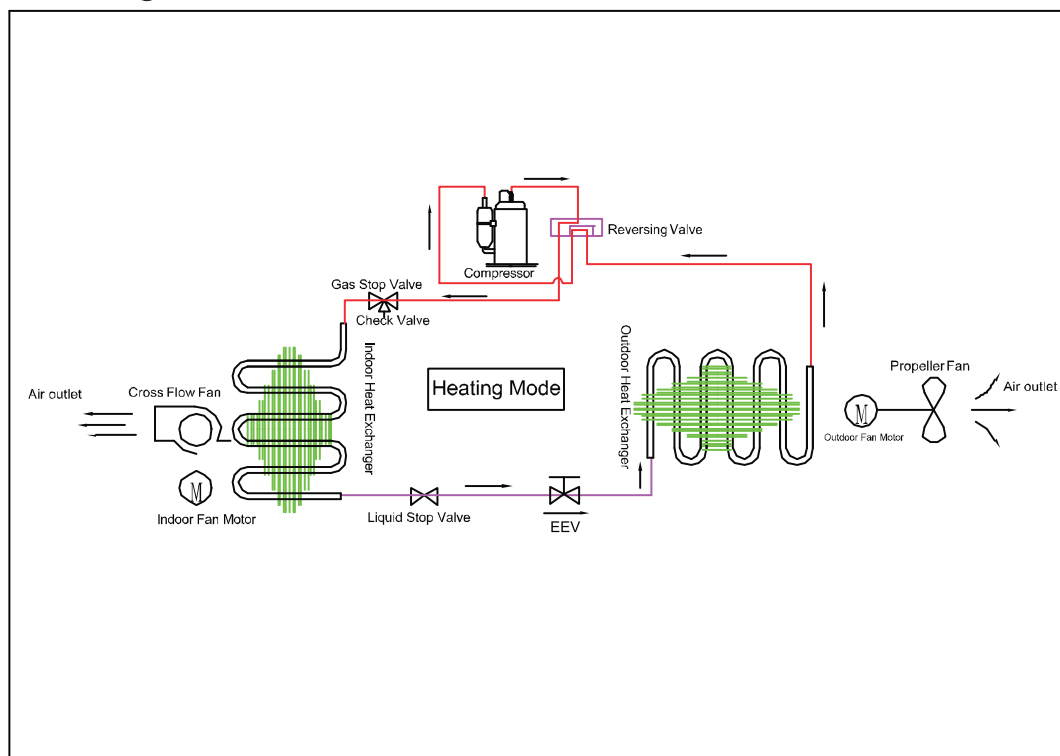 Reversing Valve
Compressor
Gas Stop Valve
Check Valve
Indoor Heat Exchanger
Heating Mode
Outdoor Heat Exchanger
Propeller Fan
Air outlet
Cross Flow Fan
Air outlet
M
Outdoor Fan Motor
M
Indoor Fan Motor
Liquid Stop Valve
EEV